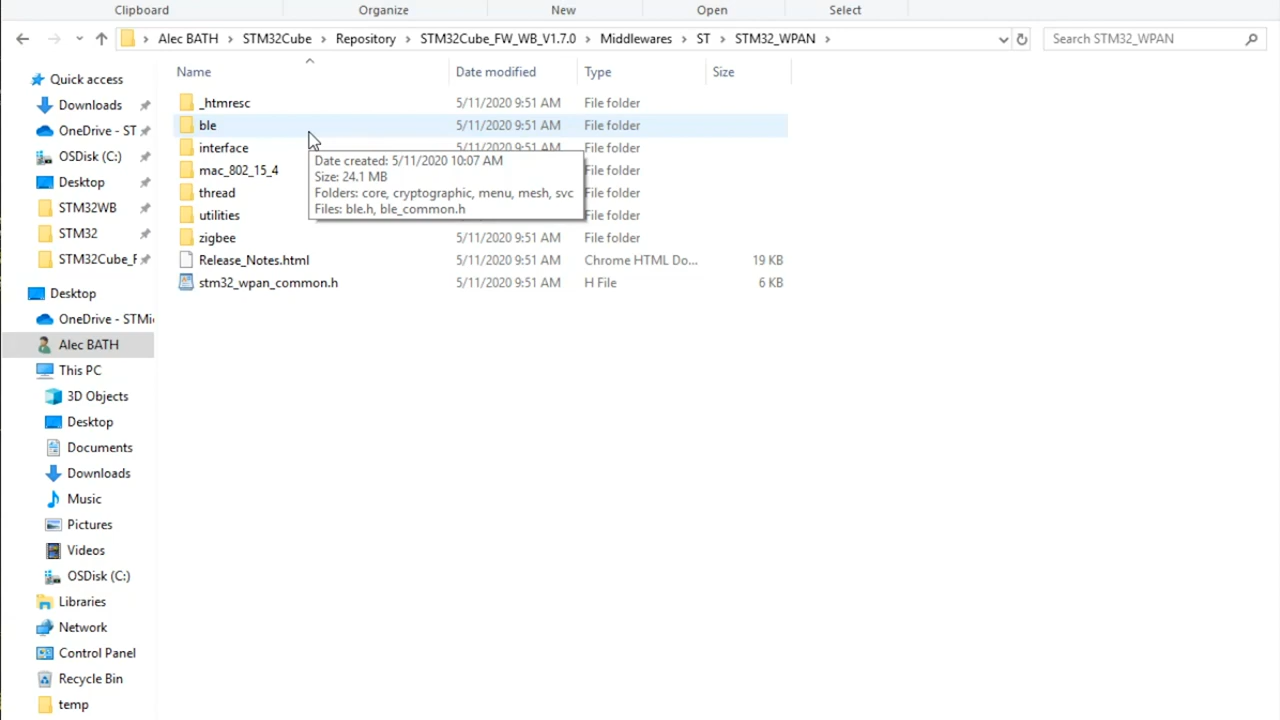 Clipboard Organize New Open Select
Alec BATH STM32Cube Repository STM32Cube_FW_WB_V1.7.0 Middlewares ST STM32_WPAN Search STM32_WPAN
Name Date modified Type Size
Quick access
Downloads
OneDrive - ST
OSDisk (C:)
Desktop
STM32WB
STM32
STM32Cube_F
Desktop
OneDrive - STMi
Alec BATH
This PC
3D Objects
Desktop
Documents
Downloads
Music
Pictures
Videos
OSDisk (C:)
Libraries
Network
Control Panel
Recycle Bin
temp
_htmresc 5/11/2020 9:51 AM File folder
ble 5/11/2020 9:51 AM File folder
interface 5/11/2020 9:51 AM File folder
mac_802_15_4 File folder
thread File folder
utilities File folder
zigbee 5/11/2020 9:51 AM File folder
Release_Notes.html 5/11/2020 9:51 AM Chrome HTML Do... 19 KB
stm32_wpan_common.h 5/11/2020 9:51 AM H File 6 KB
Date created: 5/11/2020 10:07 AM
Size: 24.1 MB
Folders: core, cryptographic, menu, mesh, svc
Files: ble.h, ble_common.h